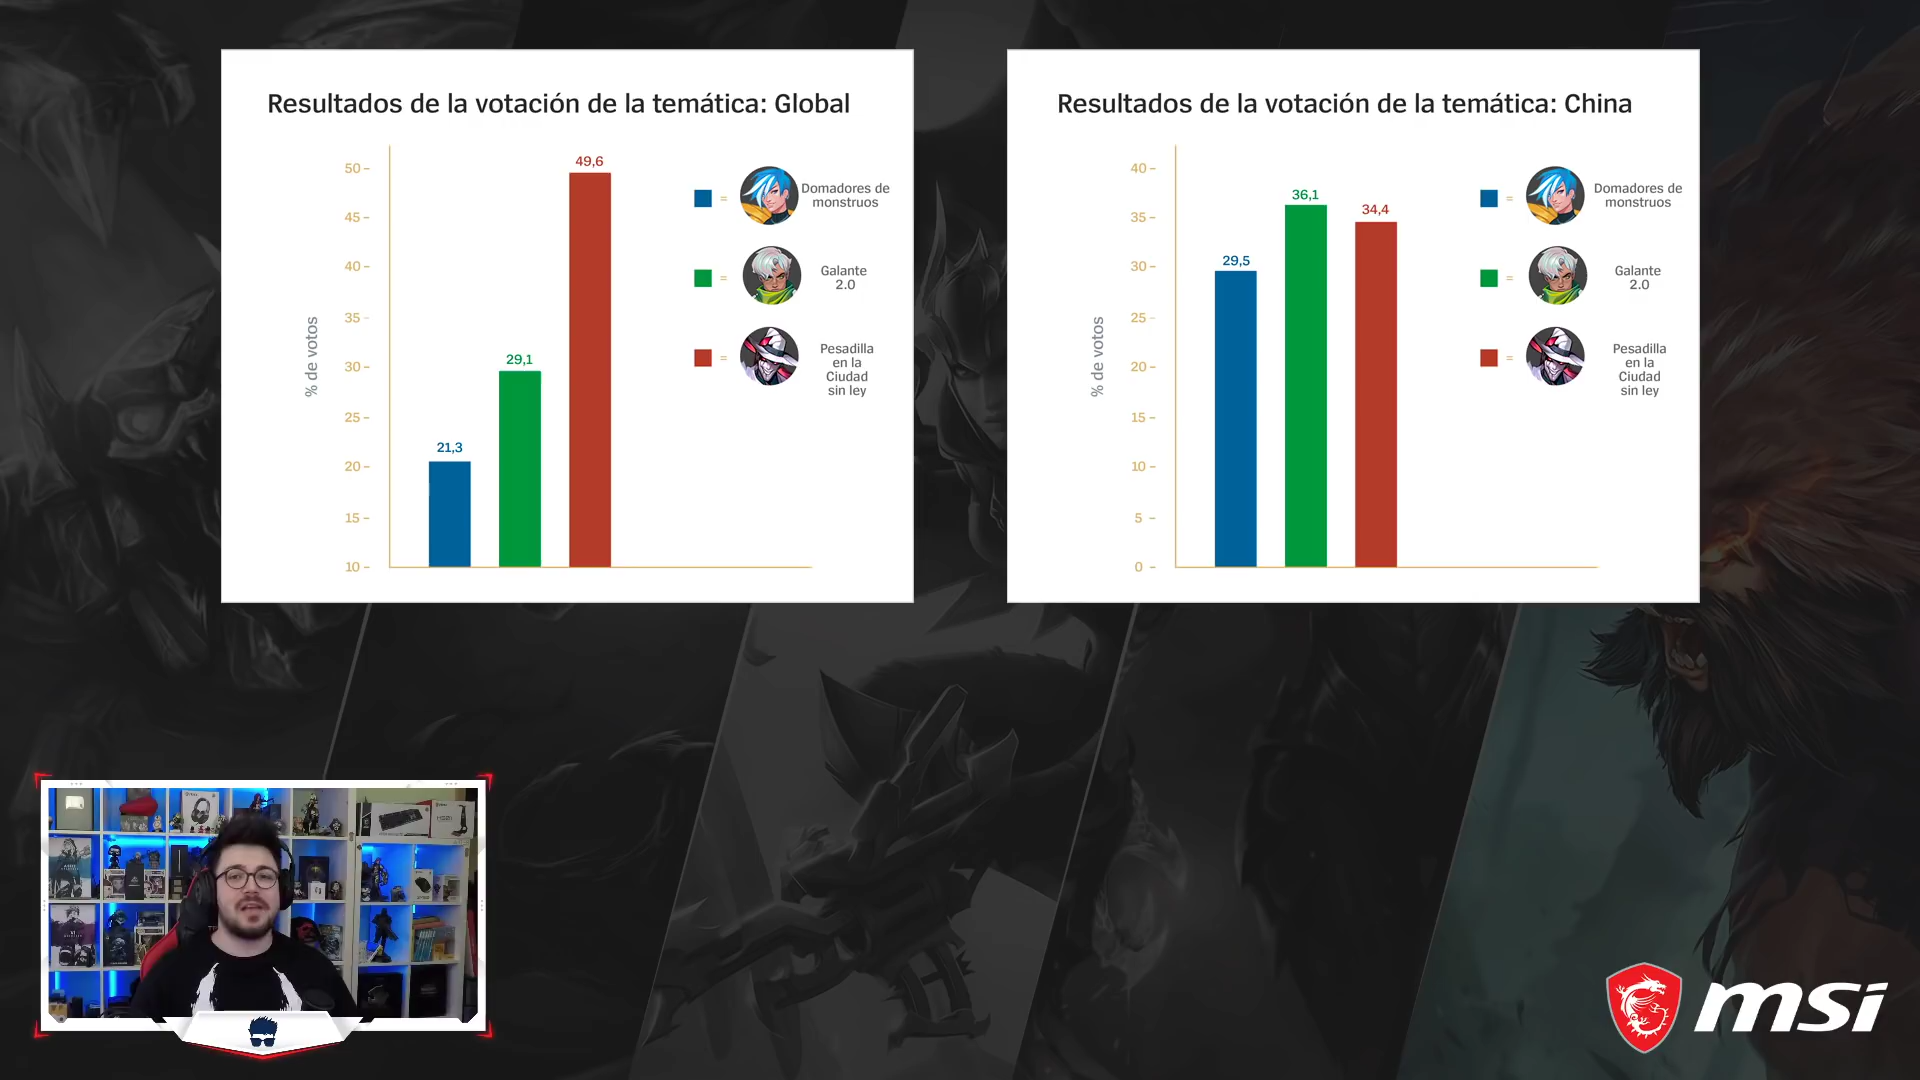 Resultados de la votación de la temática: Global
50
45
40
35
30
25
20
15
10
% de votos
21,3
29,1
49,6
=
Domadores de
monstruos
=
Galante
2.0
=
Pesadilla
en la
Ciudad
sin ley
Resultados de la votación de la temática: China
40
35
30
25
20
15
10
5
0
% de votos
29,5
36,1
34,4
=
Domadores de
monstruos
=
Galante
2.0
=
Pesadilla
en la
Ciudad
sin ley
msi